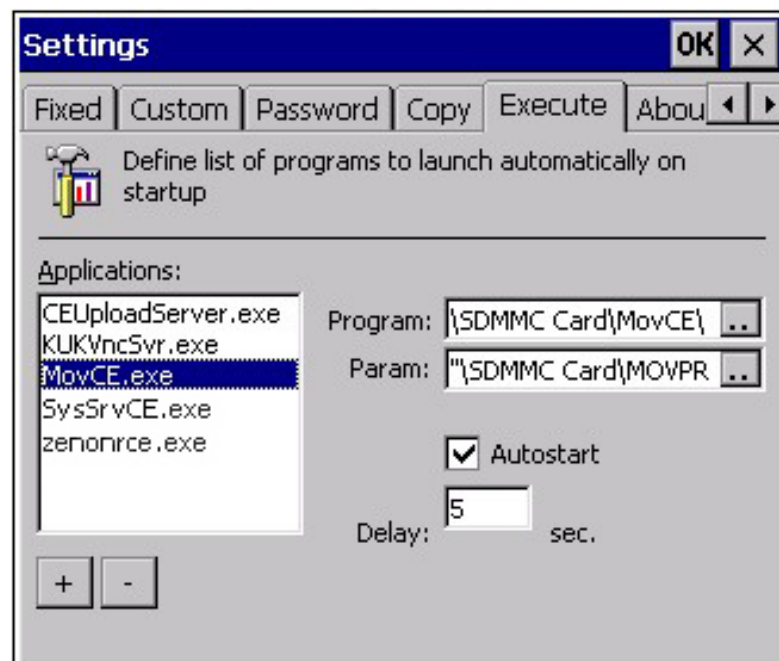 Settings OK ×
Fixed Custom Password Copy Execute Abou
Define list of programs to launch automatically on
startup
Applications:
CEUploadServer.exe
KUKVncSvr.exe
MovCE.exe
SysSrvCE.exe
zenonrce.exe
Program: \SDMMC Card\MovCE\ ..
Param: "\SDMMC Card\MOVPR ..
Autostart
Delay: 5 sec.
+ -